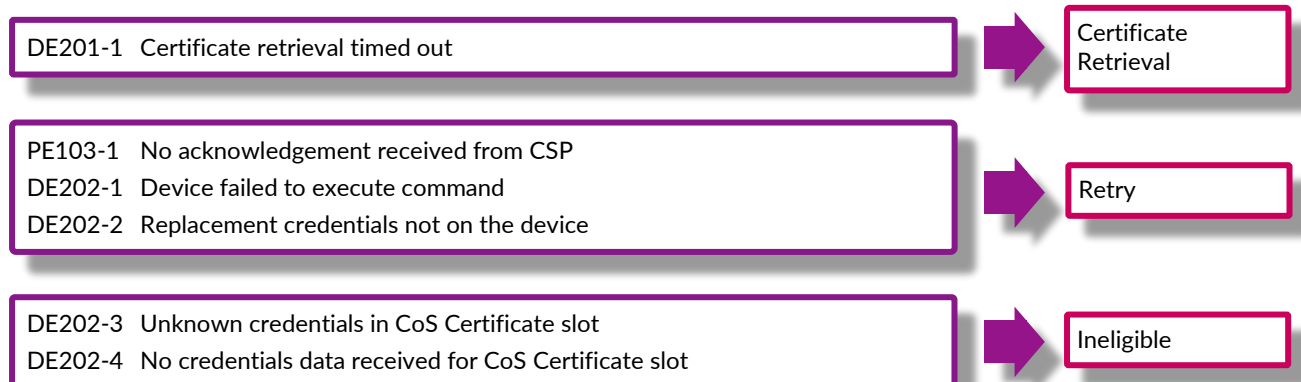 DE201-1 Certificate retrieval timed out
Certificate
Retrieval
PE103-1 No acknowledgement received from CSP
DE202-1 Device failed to execute command
DE202-2 Replacement credentials not on the device
Retry
DE202-3 Unknown credentials in CoS Certificate slot
DE202-4 No credentials data received for CoS Certificate slot
Ineligible